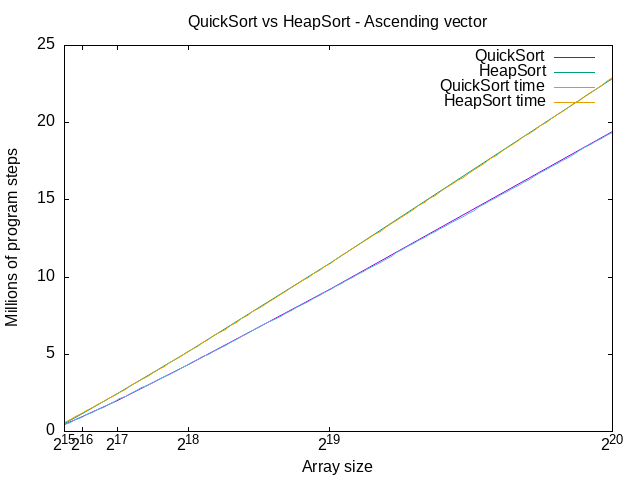 QuickSort vs HeapSort - Ascending vector
25
20
15
10
5
0
Millions of program steps
QuickSort
HeapSort
QuickSort time
HeapSort time
2^15 2^16 2^17 2^18 2^19 2^20
Array size